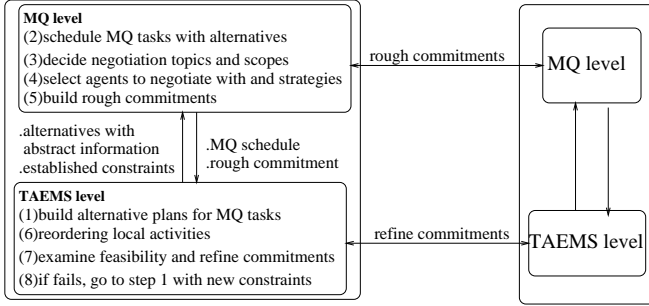 MQ level
(2)schedule MQ tasks with alternatives
(3)decide negotiation topics and scopes
(4)select agents to negotiate with and strategies
(5)build rough commitments
rough commitments
MQ level
.alternatives with
abstract information
.established constraints
.MQ schedule
.rough commitment
TAEMS level
(1)build alternative plans for MQ tasks
(6)reordering local activities
(7)examine feasibility and refine commitments
(8)if fails, go to step 1 with new constraints
refine commitments
TAEMS level